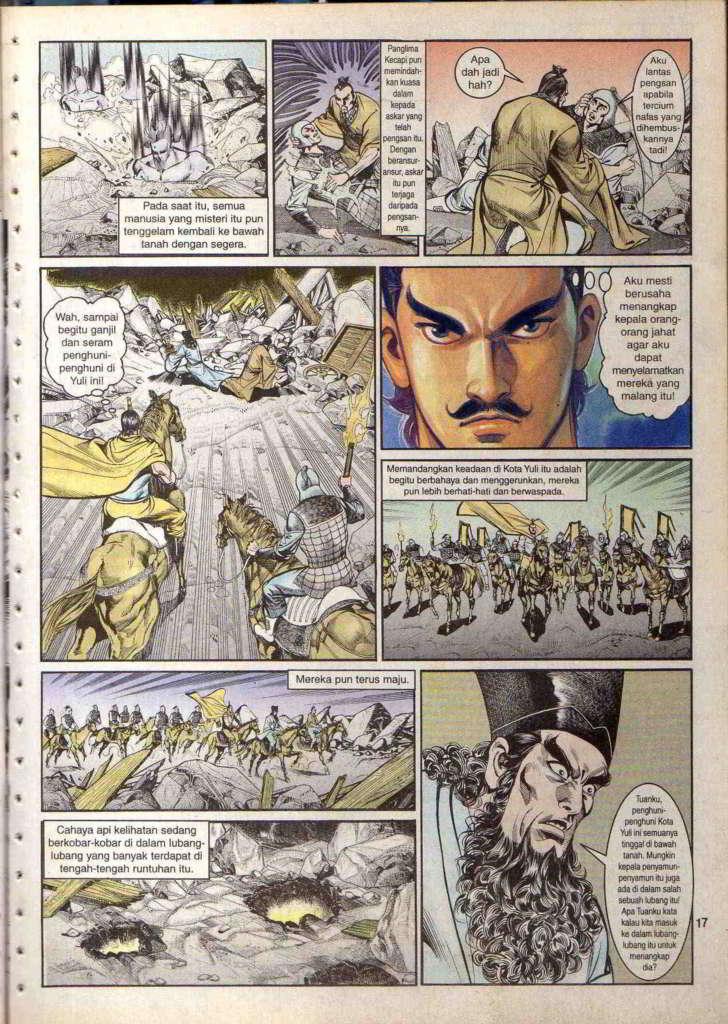 Pada saat itu, semua
manusia yang misteri itu pun
tenggelam kembali ke bawah
tanah dengan segera.
Panglima
Kecapi pun
memindah-
kan kuasa
dalam
kepada
askar yang
telah
pengsan itu.
Dengan
beransur-
ansur, askar
itu pun
terjaga
daripada
pengsan-
nya.
Apa
dah jadi
hah?
Aku
lantas
pengsan
apabila
tercium
nafas yang
dihembus-
kannya
tadi!
Wah, sampai
begitu ganjil
dan seram
penghuni-
penghuni di
Yuli ini!
Aku mesti
berusaha
menangkap
kepala orang-
orang jahat
agar aku
dapat
menyelamatkan
mereka yang
malang itu!
Memandangkan keadaan di Kota Yuli itu adalah
begitu berbahaya dan menggerunkan, mereka
pun lebih berhati-hati dan berwaspada.
Mereka pun terus maju.
Cahaya api kelihatan sedang
berkobar-kobar di dalam lubang-
lubang yang banyak terdapat di
tengah-tengah runtuhan itu.
Tuanku,
penghuni-
penghuni Kota
Yuli ini semuanya
tinggal di bawah
tanah. Mungkin
kepala penyamun-
penyamun itu juga
ada di dalam salah
sebuah lubang itu!
Apa Tuanku kata
kalau kita masuk
ke dalam lubang-
lubang itu untuk
menangkap
dia?
17